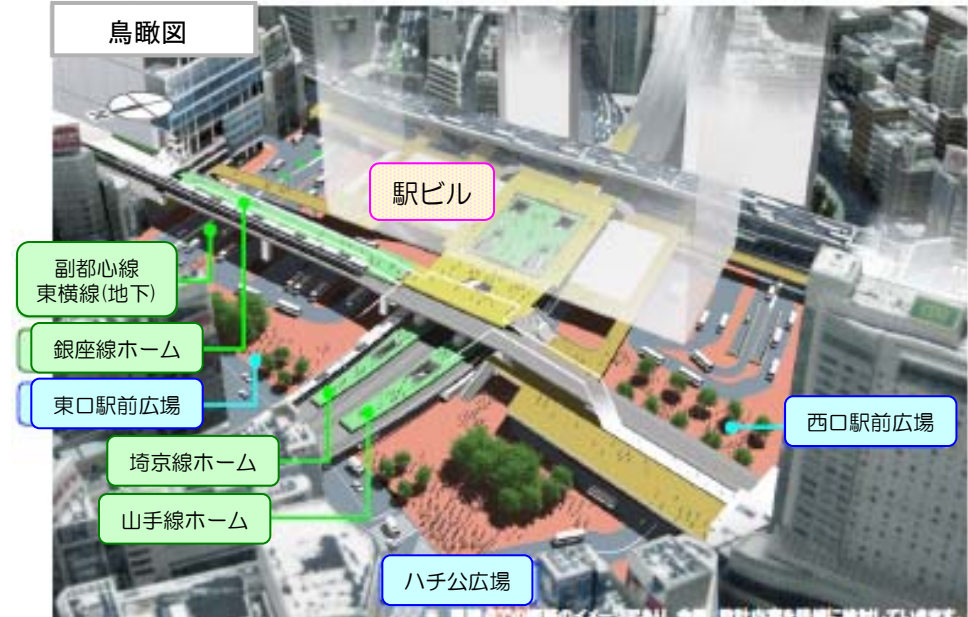 鳥瞰図
駅ビル
副都心線
東横線(地下)
銀座線ホーム
東口駅前広場
西口駅前広場
埼京線ホーム
山手線ホーム
ハチ公広場